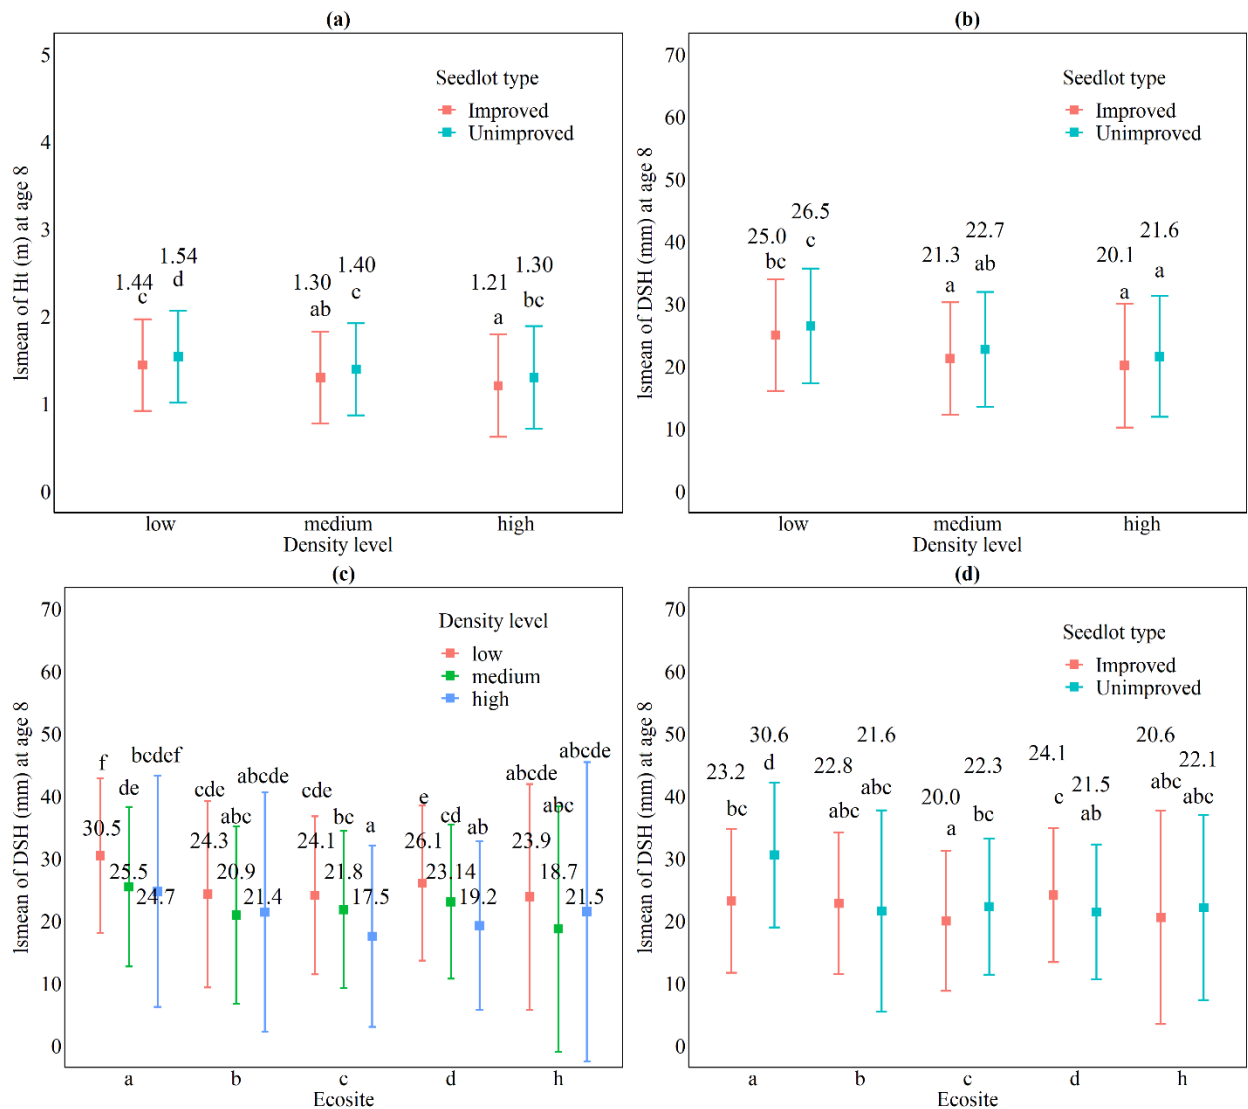 (a)
lsmean of Ht (m) at age 8
5
4
3
2
1
0
Seedlot type
Improved
Unimproved
1.44
c
1.54
d
1.30
ab
1.40
c
1.21
a
1.30
bc
low medium high
Density level
(b)
lsmean of DSH (mm) at age 8
70
60
50
40
30
20
10
0
Seedlot type
Improved
Unimproved
25.0
bc
26.5
c
21.3
a
22.7
ab
20.1
a
21.6
a
low medium high
Density level
(c)
lsmean of DSH (mm) at age 8
70
60
50
40
30
20
10
0
Density level
low
medium
high
f
30.5
de
25.5
bcdef
24.7
cde
24.3
abc
20.9
abcde
21.4
cde
24.1
bc
21.8
a
17.5
e
26.1
cd
23.14
ab
19.2
abcde
23.9
abc
18.7
abcde
21.5
a b c d h
Ecosite
(d)
lsmean of DSH (mm) at age 8
70
60
50
40
30
20
10
0
Seedlot type
Improved
Unimproved
23.2
bc
30.6
d
22.8
abc
21.6
abc
20.0
a
22.3
bc
24.1
c
21.5
ab
20.6
abc
22.1
abc
a b c d h
Ecosite